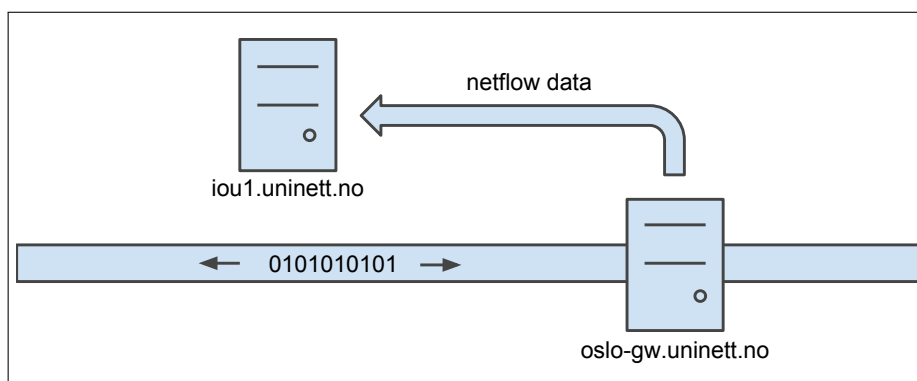 netflow data
iou1.uninett.no
0101010101
oslo-gw.uninett.no